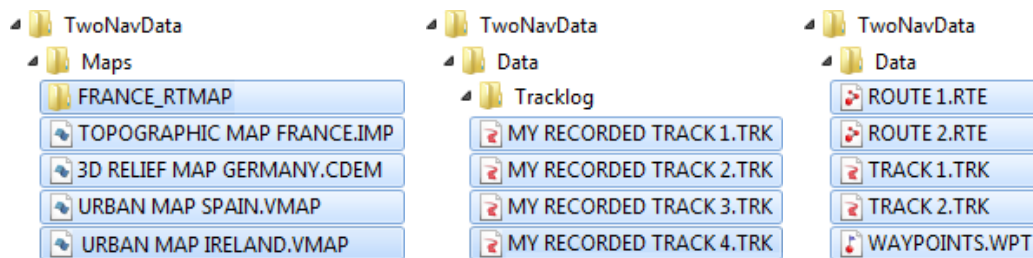 TwoNavData
Maps
FRANCE_RTMAP
TOPOGRAPHIC MAP FRANCE.IMP
3D RELIEF MAP GERMANY.CDEM
URBAN MAP SPAIN.VMAP
URBAN MAP IRELAND.VMAP
TwoNavData
Data
Tracklog
MY RECORDED TRACK 1.TRK
MY RECORDED TRACK 2.TRK
MY RECORDED TRACK 3.TRK
MY RECORDED TRACK 4.TRK
TwoNavData
Data
ROUTE 1.RTE
ROUTE 2.RTE
TRACK 1.TRK
TRACK 2.TRK
WAYPOINTS.WPT